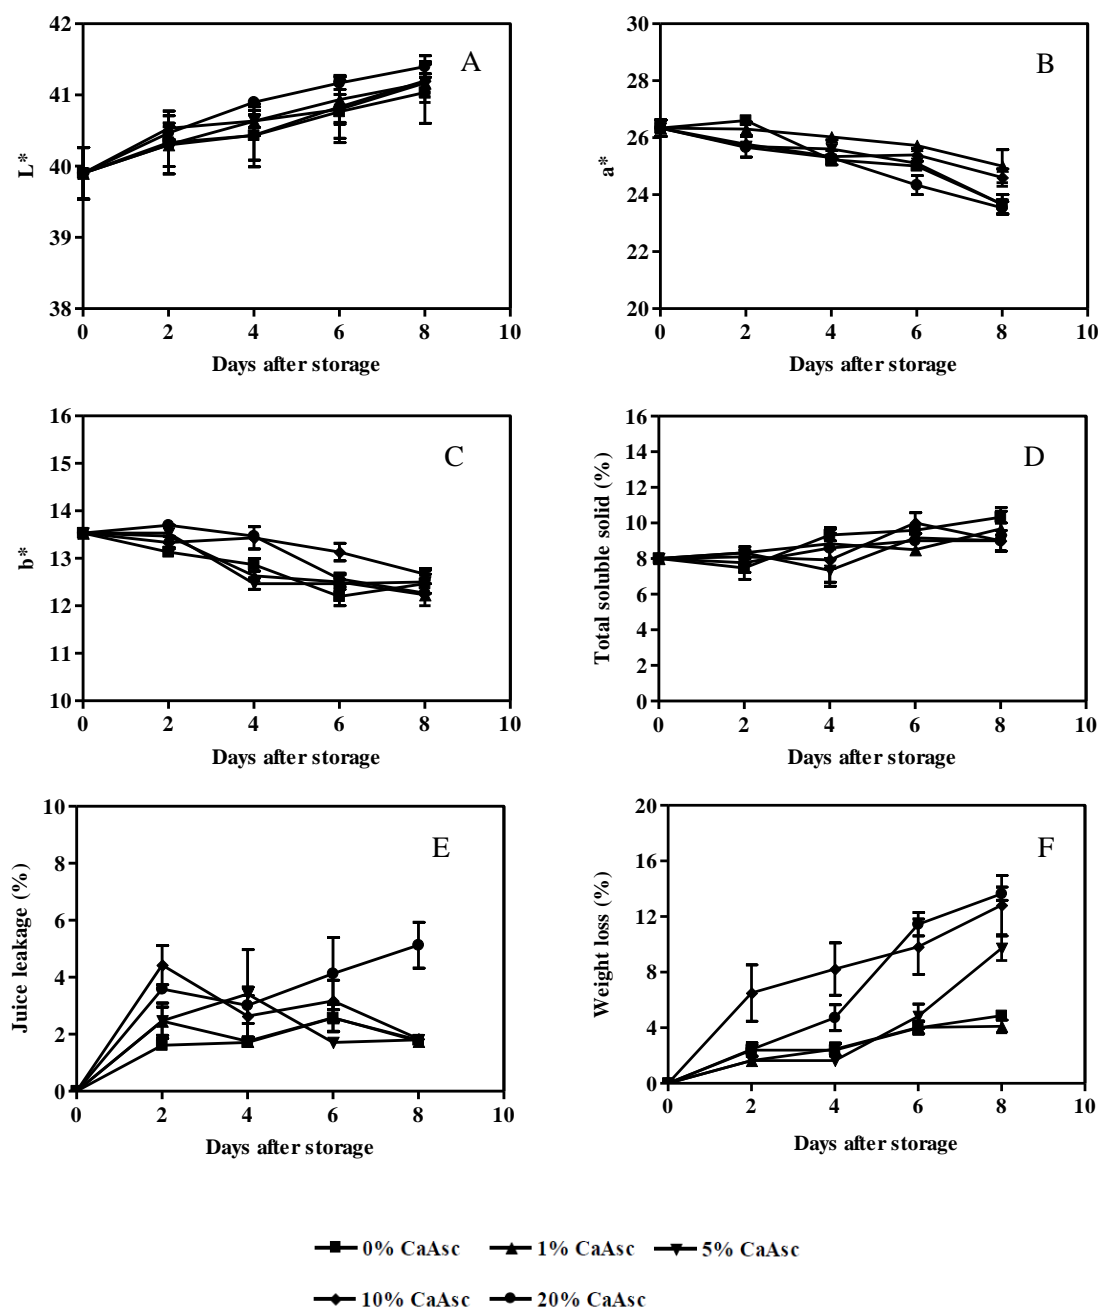 42
41
40
39
38
L*
A
0 2 4 6 8 10
Days after storage
30
28
26
24
22
20
a*
B
0 2 4 6 8 10
Days after storage
16
15
14
13
12
11
10
b*
C
0 2 4 6 8 10
Days after storage
16
14
12
10
8
6
4
2
0
Total soluble solid (%)
D
0 2 4 6 8 10
Days after storage
10
8
6
4
2
0
Juice leakage (%)
E
0 2 4 6 8 10
Days after storage
20
16
12
8
4
0
Weight loss (%)
F
0 2 4 6 8 10
Days after storage
0% CaAsc 1% CaAsc 5% CaAsc
10% CaAsc 20% CaAsc